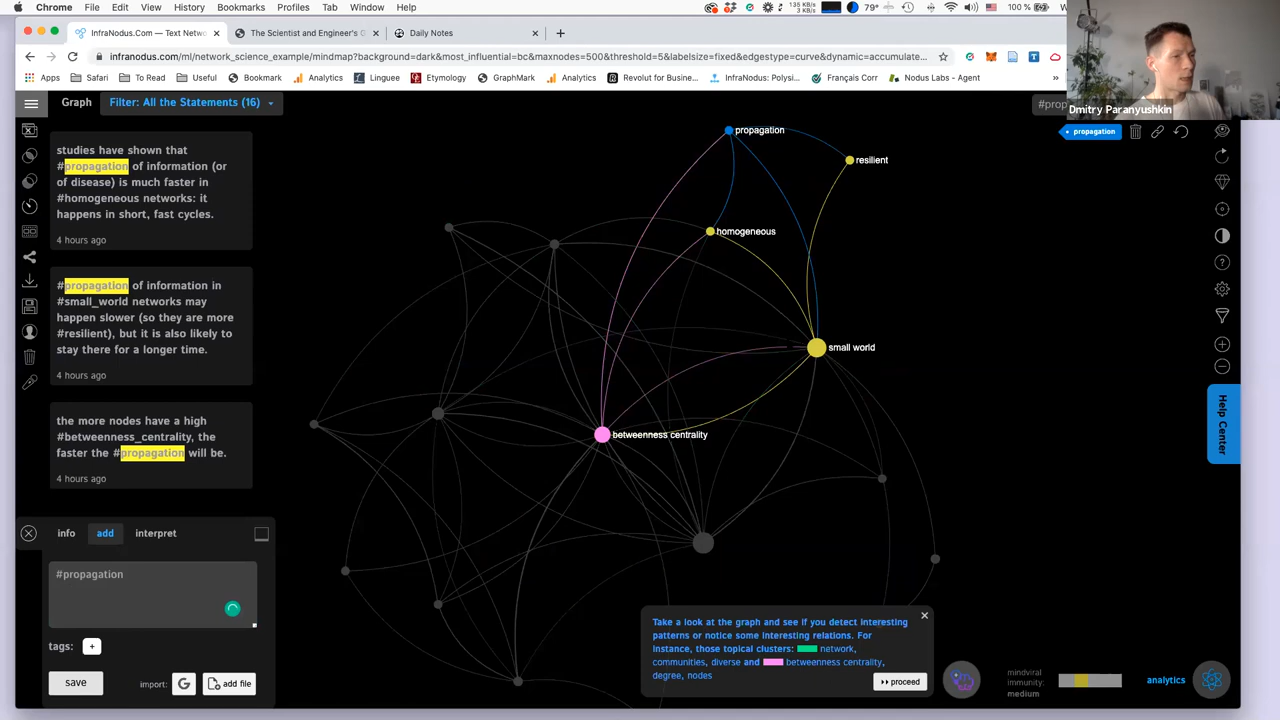 Chrome File Edit View History Bookmarks Profiles Tab Window Help
135 KB/s
3 KB/s
79°
100 %
InfraNodus.Com — Text Netwo
The Scientist and Engineer's G
Daily Notes
infranodus.com/ml/network_science_example/mindmap?background=dark&most_influential=bc&maxnodes=500&threshold=5&labelsize=fixed&edgetype=curve&dynamic=accumulate...
Apps Safari To Read Useful Bookmark Analytics Linguee Etymology GraphMark Analytics Revolut for Busine... InfraNodus: Polysi... Français Corr Nodus Labs - Agent
Graph Filter: All the Statements (16)
#prop
Dmitry Paranyushkin
propagation
studies have shown that
#propagation of information (or
of disease) is much faster in
#homogeneous networks: it
happens in short, fast cycles.
4 hours ago
#propagation of information in
#small_world networks may
happen slower (so they are more
#resilient), but it is also likely to
stay there for a longer time.
4 hours ago
the more nodes have a high
#betweenness_centrality, the
faster the #propagation will be.
4 hours ago
propagation
resilient
homogeneous
small world
betweenness centrality
Help Center
info add interpret
#propagation
tags: +
save
import: G add file
Take a look at the graph and see if you detect interesting
patterns or notice some interesting relations. For
instance, those topical clusters: network,
communities, diverse and betweenness centrality,
degree, nodes
proceed
mindviral
immunity:
medium
analytics